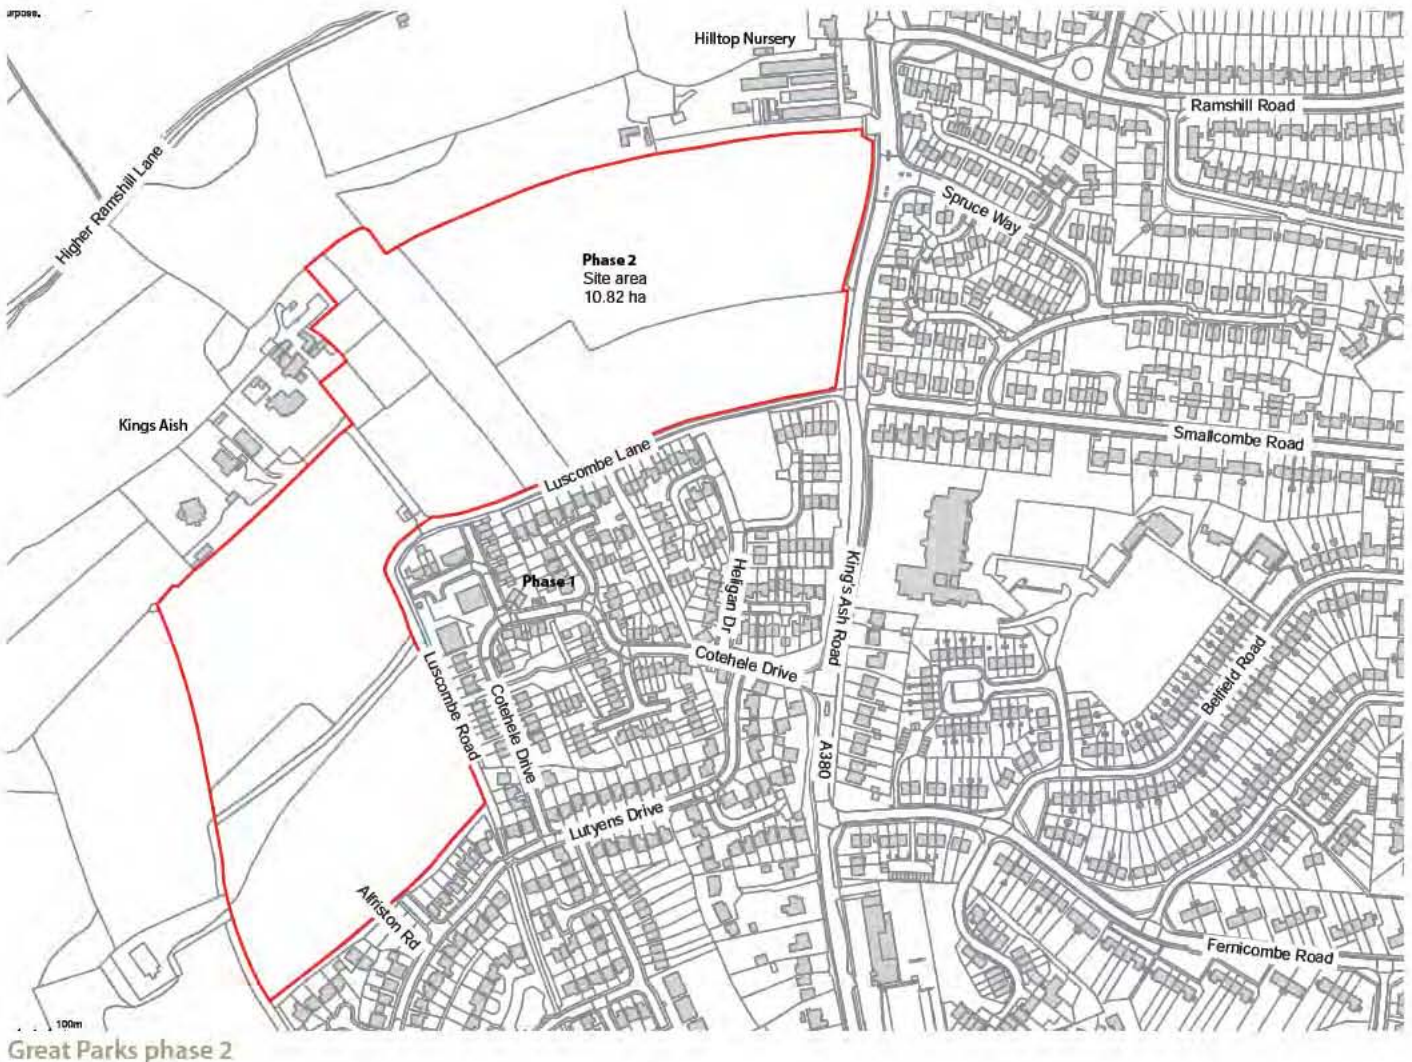 Hilltop Nursery
Ramshill Road
Higher Ramshill Lane
Spruce Way
Phase 2
Site area
10.82 ha
Kings Aish
Smallcombe Road
Luscombe Lane
Phase 1
Heligan Dr
King's Ash Road
Cotehele Drive
Belfield Road
Luscombe Road
Cotehele Drive
A380
Lutyens Drive
Alfriston Rd
Fernicombe Road
100m
Great Parks phase 2